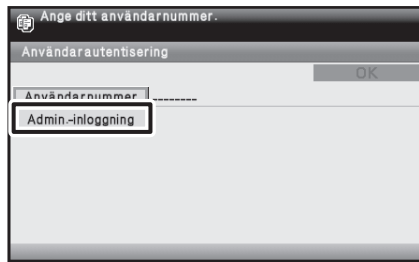 Ange ditt användarnummer.
Användarautentisering
OK
Användarnummer --------
Admin.-inloggning